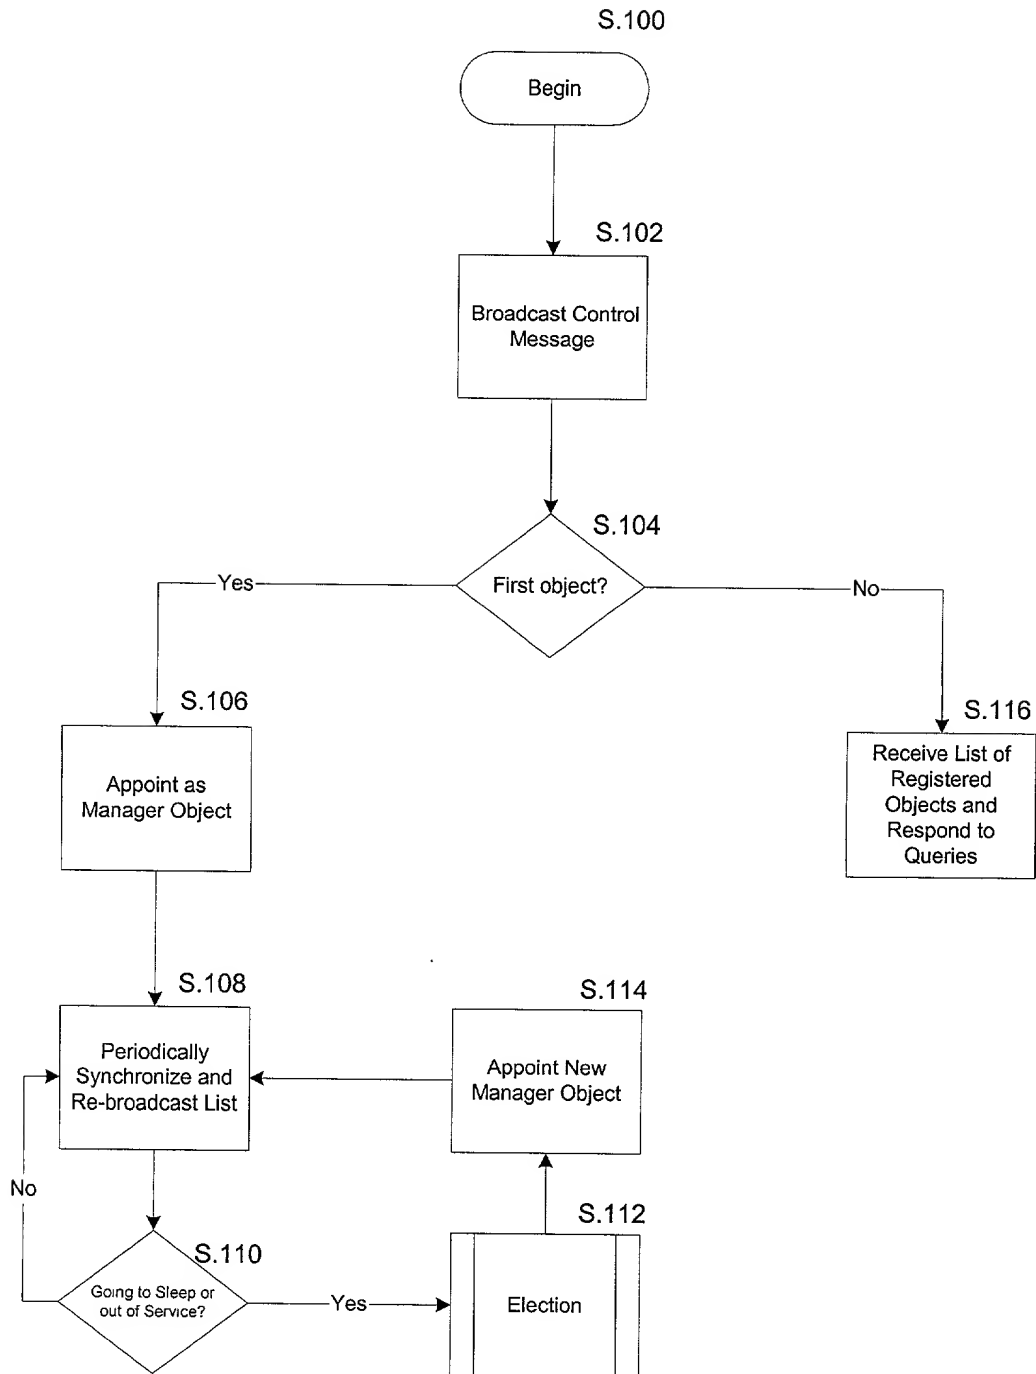 S.100
Begin
S.102
Broadcast Control
Message
S.104
First object?
Yes
No
S.106
Appoint as
Manager Object
S.116
Receive List of
Registered
Objects and
Respond to
Queries
S.108
Periodically
Synchronize and
Re-broadcast List
S.114
Appoint New
Manager Object
No
S.110
Going to Sleep or
out of Service?
Yes
S.112
Election